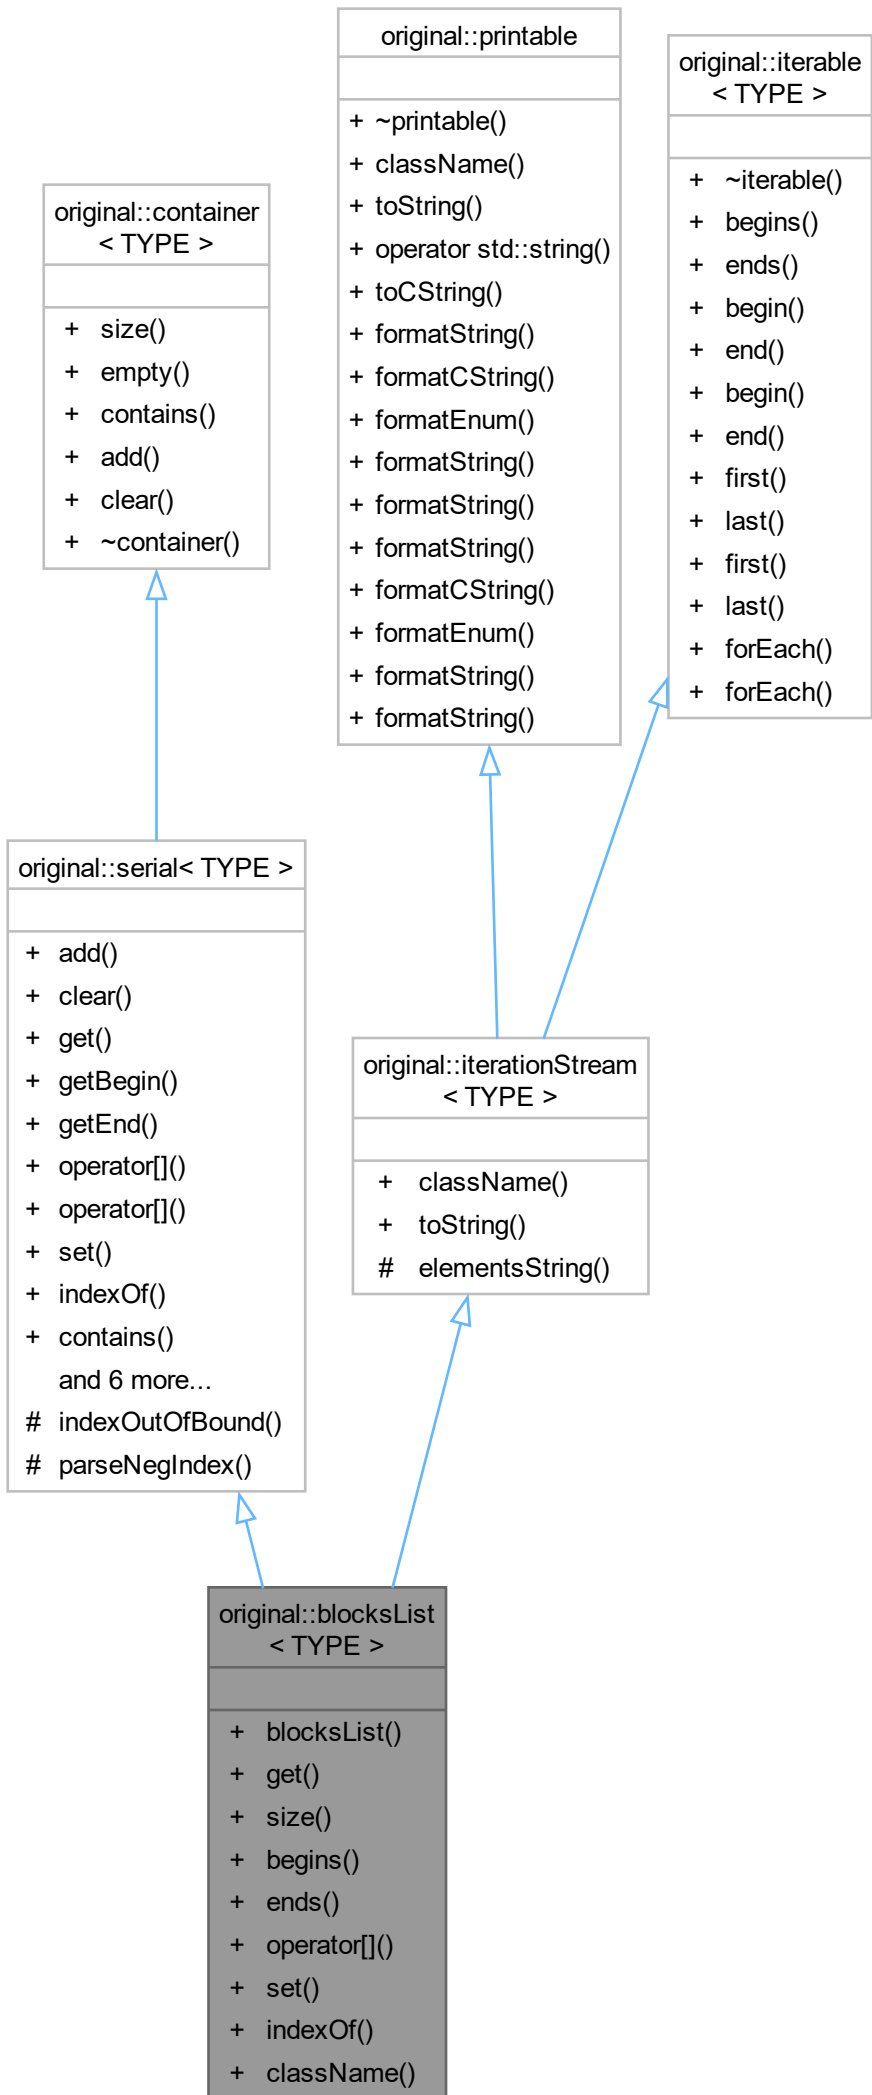 original::printable
+ ~printable()
+ className()
+ toString()
+ operator std::string()
+ toCString()
+ formatString()
+ formatCString()
+ formatEnum()
+ formatString()
+ formatString()
+ formatString()
+ formatCString()
+ formatEnum()
+ formatString()
+ formatString()
original::iterable
< TYPE >
+ ~iterable()
+ begins()
+ ends()
+ begin()
+ end()
+ begin()
+ end()
+ first()
+ last()
+ first()
+ last()
+ forEach()
+ forEach()
original::container
< TYPE >
+ size()
+ empty()
+ contains()
+ add()
+ clear()
+ ~container()
original::serial< TYPE >
+ add()
+ clear()
+ get()
+ getBegin()
+ getEnd()
+ operator[]()
+ operator[]()
+ set()
+ indexOf()
+ contains()
and 6 more...
# indexOutOfBound()
# parseNegIndex()
original::iterationStream
< TYPE >
+ className()
+ toString()
# elementsString()
original::blocksList
< TYPE >
+ blocksList()
+ get()
+ size()
+ begins()
+ ends()
+ operator[]()
+ set()
+ indexOf()
+ className()